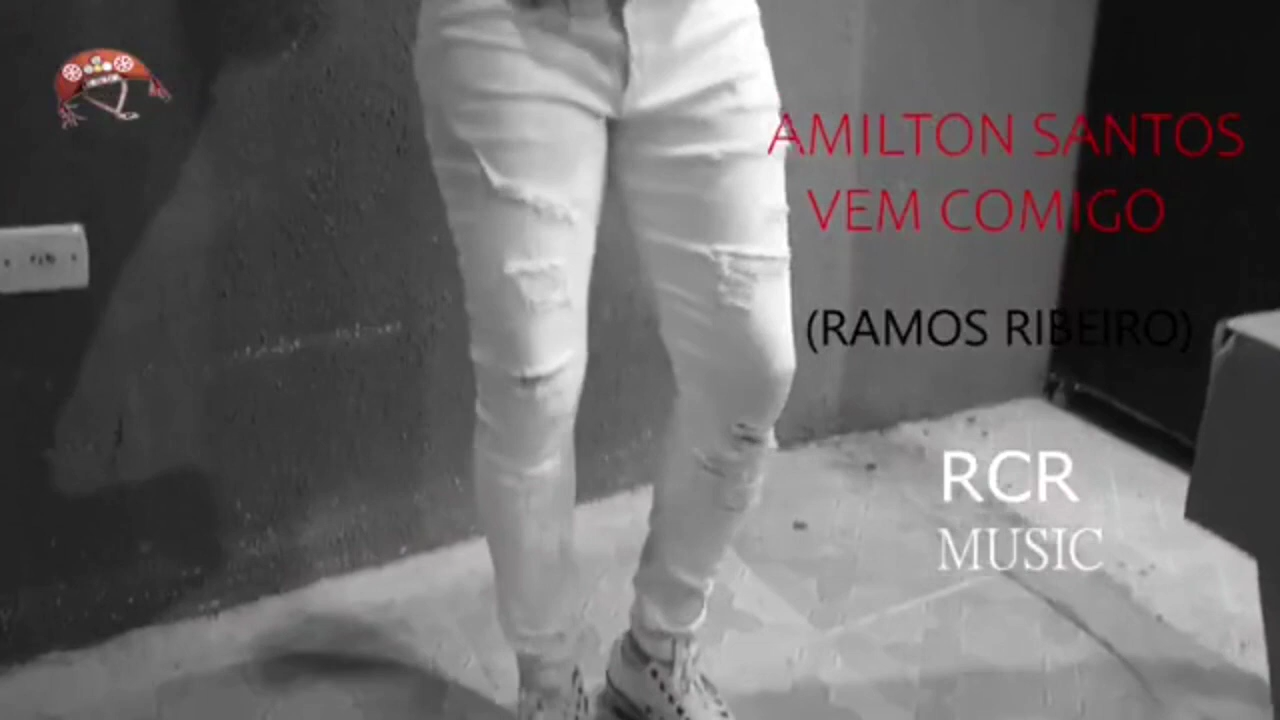 AMILTON SANTOS
VEM COMIGO
(RAMOS RIBEIRO)
RCR
MUSIC